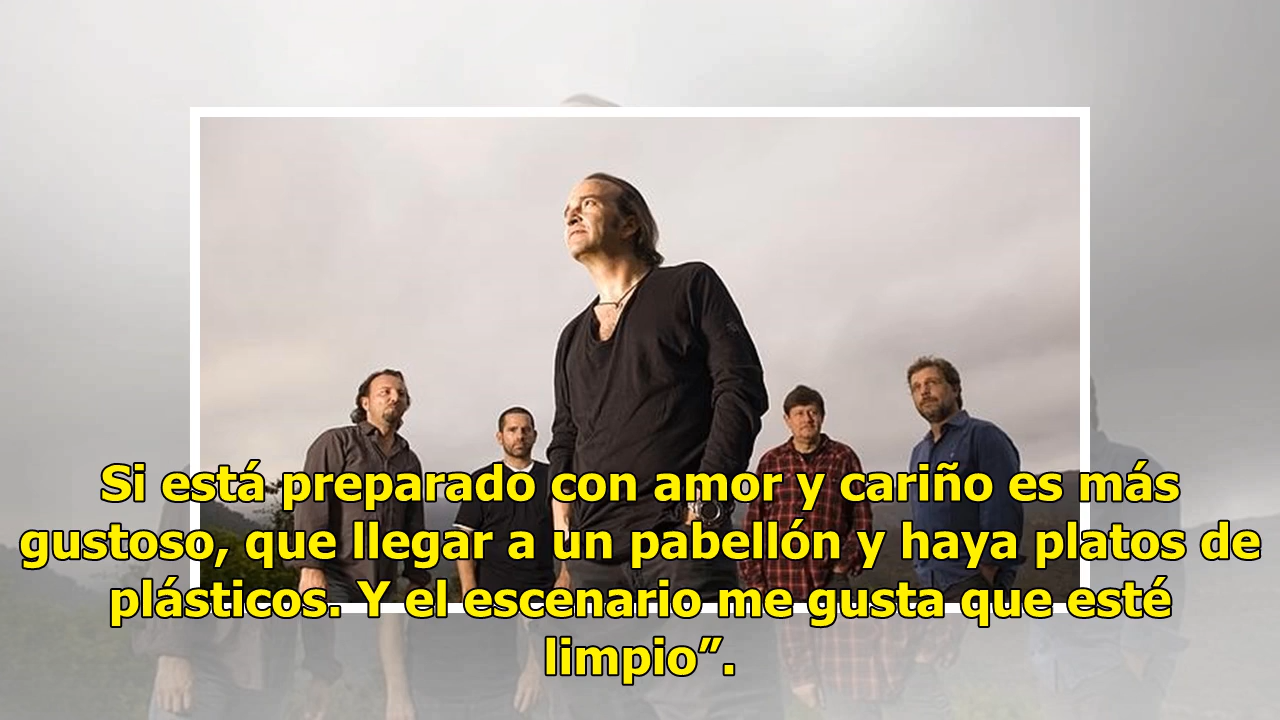 Si está preparado con amor y cariño es más
gustoso, que llegar a un pabellón y haya platos de
plásticos. Y el escenario me gusta que esté
limpio”.